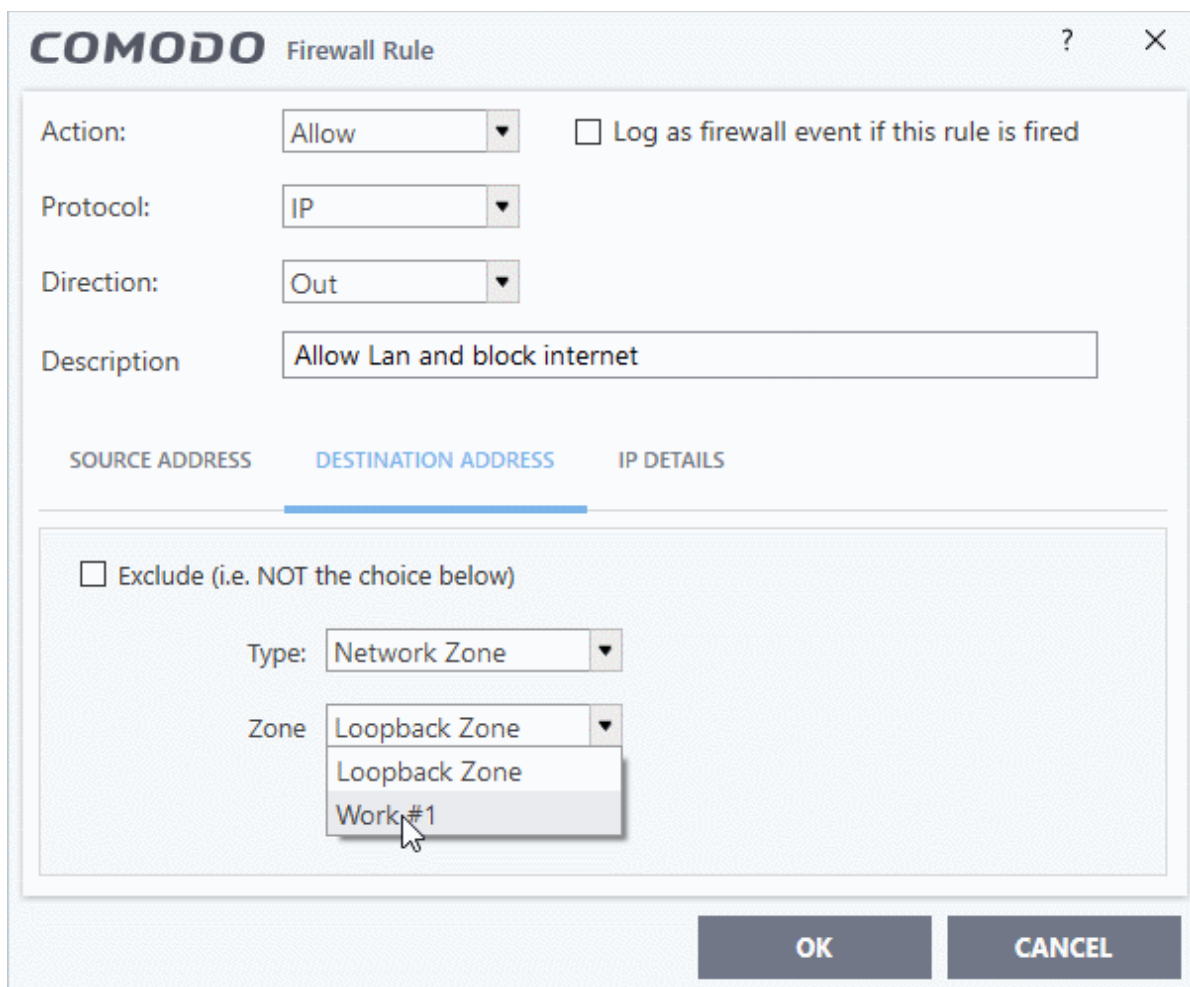 COMODO Firewall Rule ?
Action: Allow Log as firewall event if this rule is fired
Protocol: IP
Direction: Out
Description Allow Lan and block internet
SOURCE ADDRESS DESTINATION ADDRESS IP DETAILS
Exclude (i.e. NOT the choice below)
Type: Network Zone
Zone Loopback Zone
Loopback Zone
Work #1
OK CANCEL